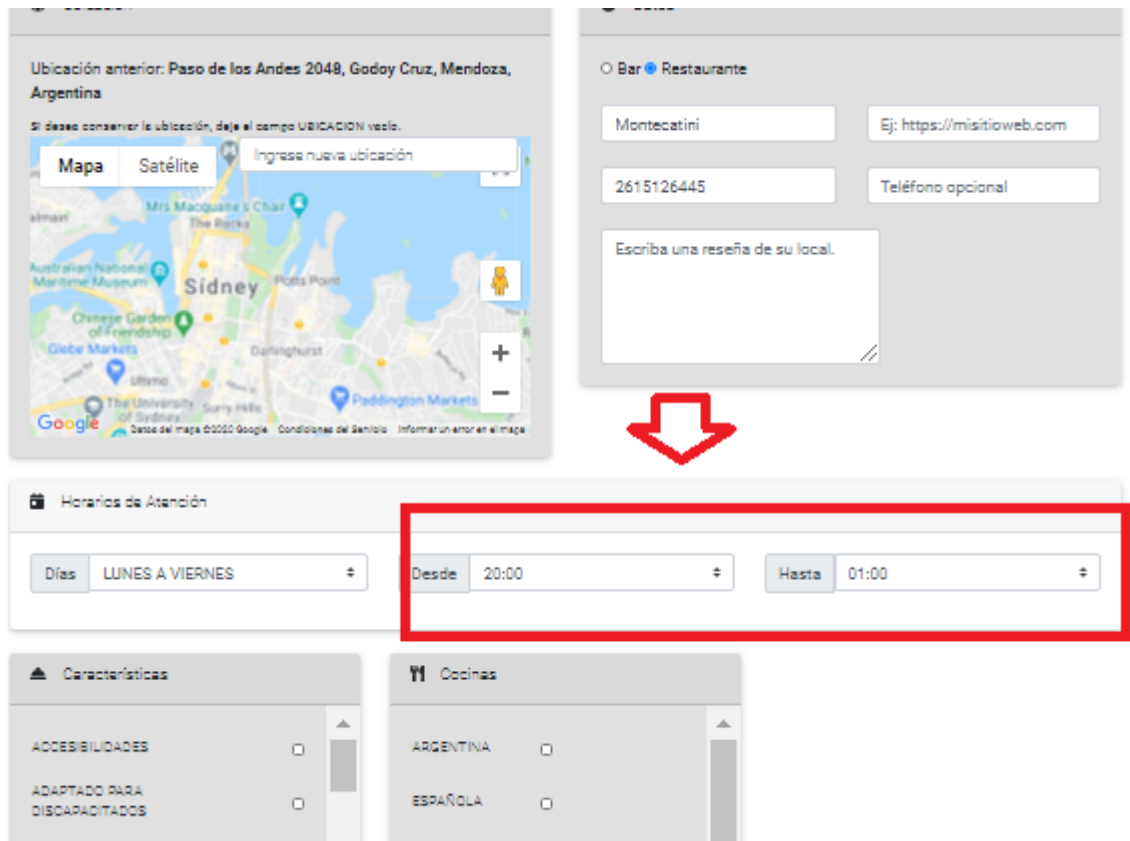 Ubicación anterior: Paso de los Andes 2048, Godoy Cruz, Mendoza,
Argentina
Si desea conservar la ubicación, deje el campo UBICACION vacío.
Mapa Satélite
Ingrese nueva ubicación
Mrs Macquarie's Chair
The Rocks
Australian National
Maritime Museum
Sídney
Potts Point
Chinese Garden
of Friendship
Glebe Markets
Darlinghurst
Ultimo
The University
of Sydney
Surry Hills
Paddington Markets
Google
Datos del mapa ©2020 Google Condiciones del Servicio Informar un error en el mapa
Bar Restaurante
Montecatini Ej: https://misitioweb.com
2615126445 Teléfono opcional
Escriba una reseña de su local.
Horarios de Atención
Días LUNES A VIERNES Desde 20:00 Hasta 01:00
Características
ACCESIBILIDADES
ADAPTADO PARA
DISCAPACITADOS
Cocinas
ARGENTINA
ESPAÑOLA